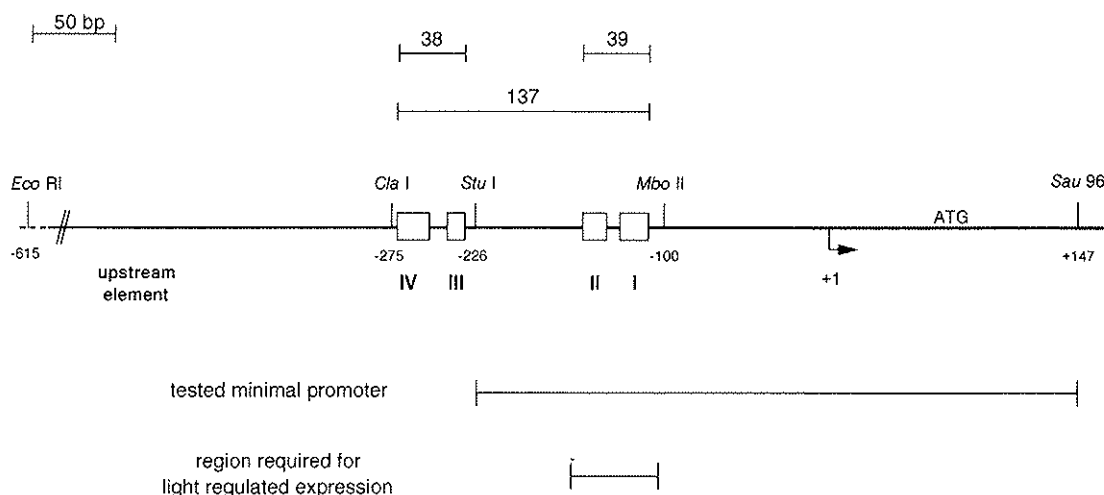 50 bp
38
39
137
Eco RI
Cla I
Stu I
Mbo II
ATG
Sau 96
-615
-275
-226
-100
+1
+147
upstream
element
IV
III
II
I
tested minimal promoter
region required for
light regulated expression